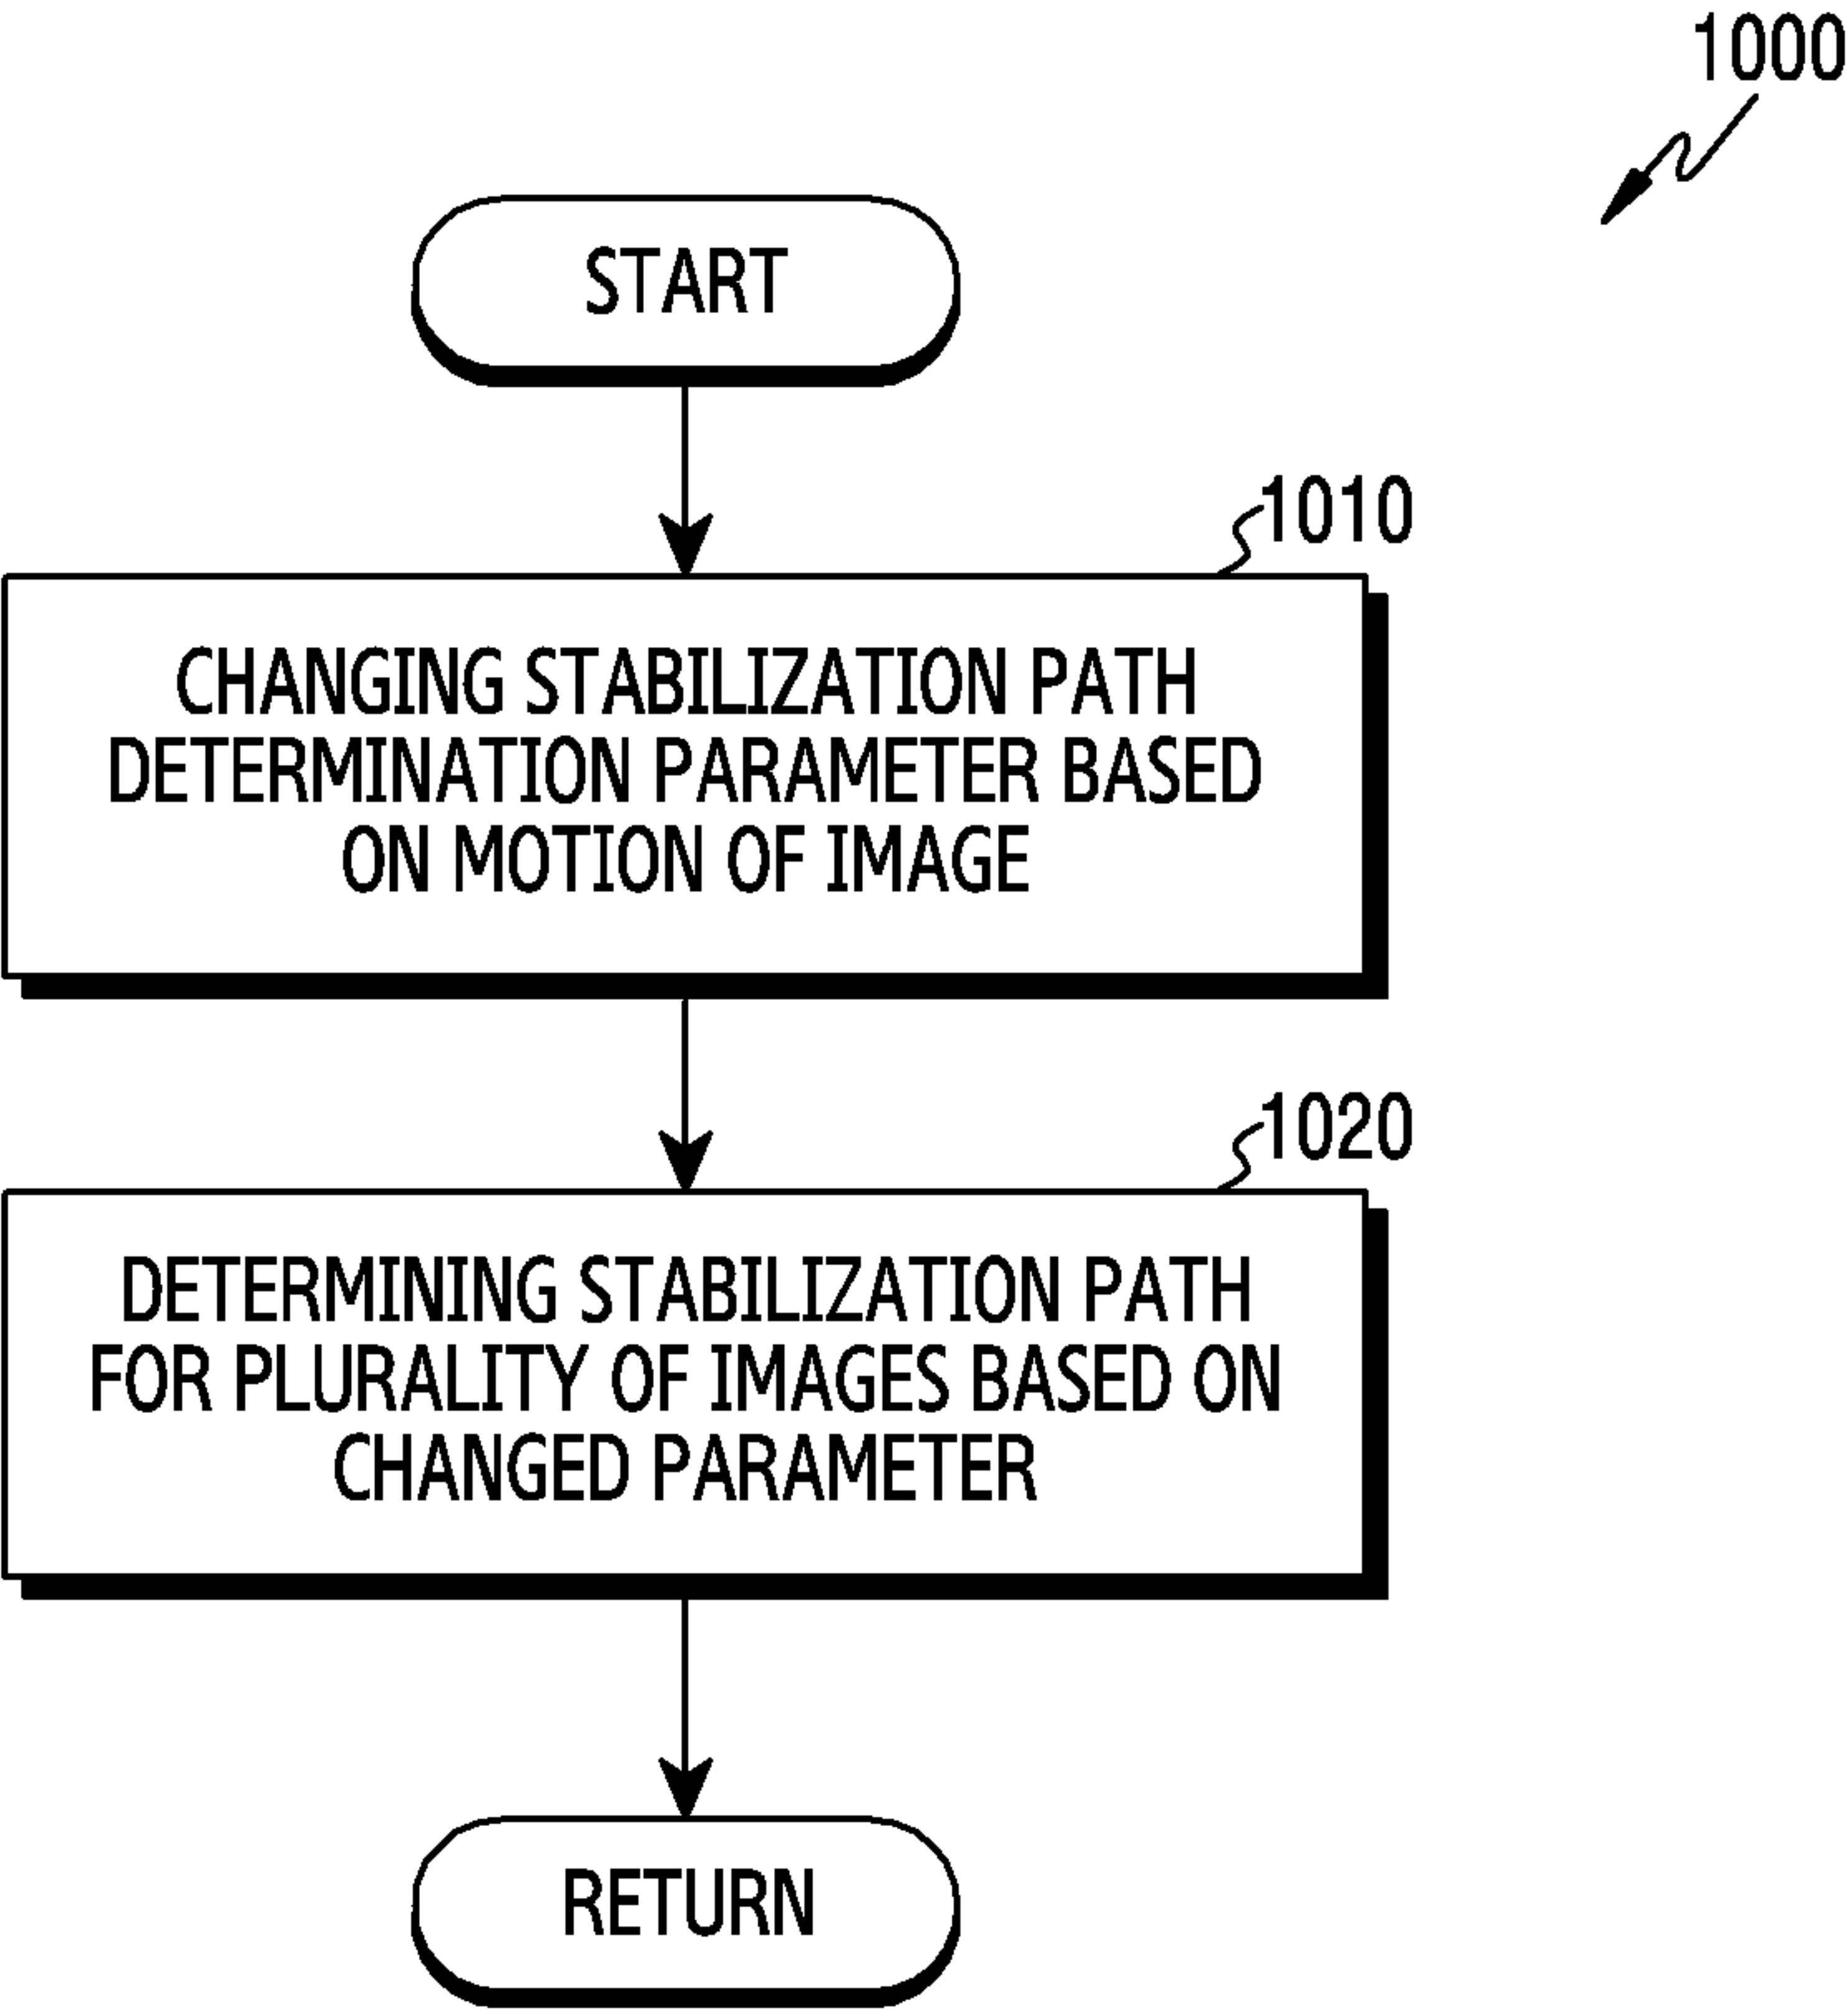 1000
START
1010
CHANGING STABILIZATION PATH
DETERMINATION PARAMETER BASED
ON MOTION OF IMAGE
1020
DETERMINING STABILIZATION PATH
FOR PLURALITY OF IMAGES BASED ON
CHANGED PARAMETER
RETURN